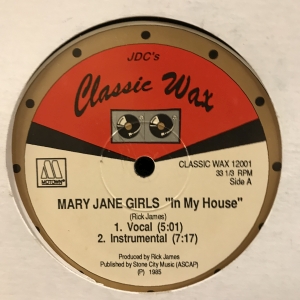 JDC's
Classic Wax
CLASSIC WAX 12001
33 1/3 RPM
Side A
MOTOWN
MARY JANE GIRLS "In My House"
(Rick James)
1. Vocal (5:01)
2. Instrumental (7:17)
Produced by Rick James
Published by Stone City Music (ASCAP)
(P) 1985